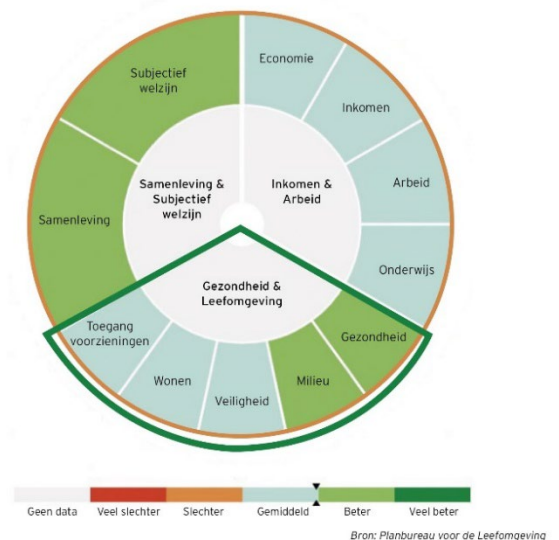 Subjectief
welzijn
Economie
Inkomen
Samenleving &
Subjectief
welzijn
Inkomen &
Arbeid
Arbeid
Samenleving
Onderwijs
Gezondheid &
Leefomgeving
Toegang
voorzieningen
Gezondheid
Wonen
Milieu
Veiligheid
Geen data
Veel slechter
Slechter
Gemiddeld
Beter
Veel beter
Bron: Planbureau voor de Leefomgeving